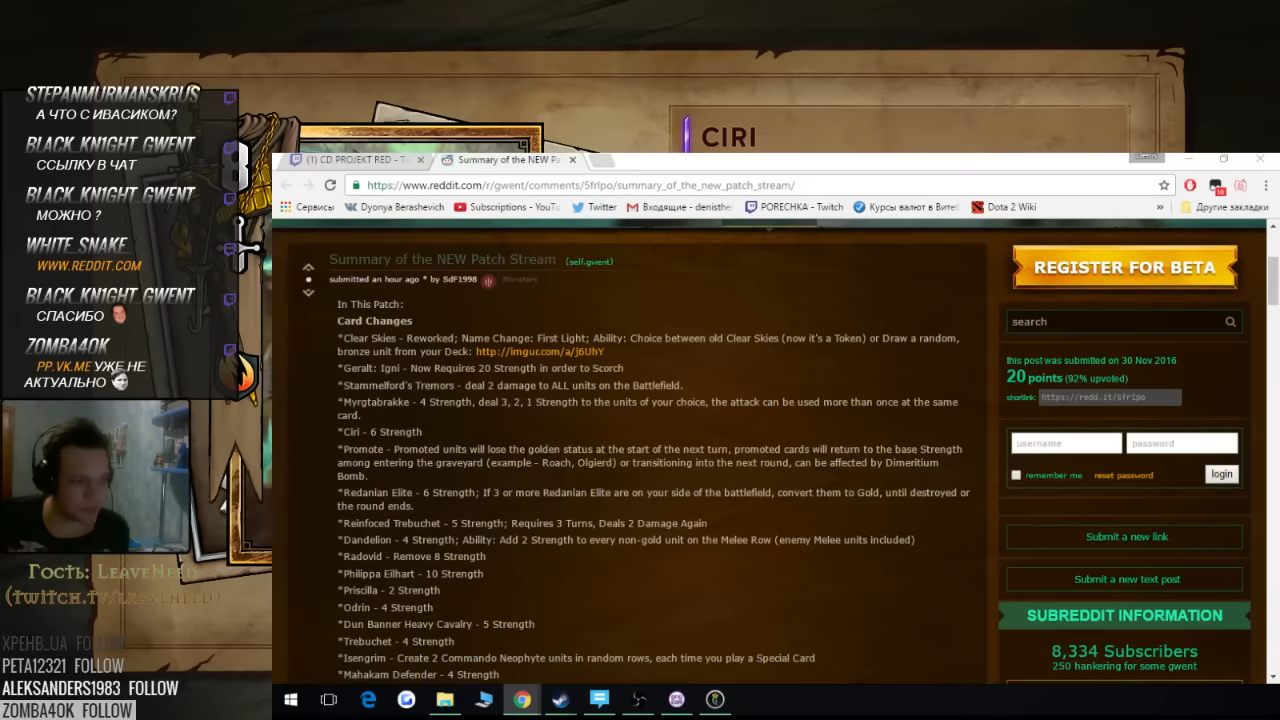 STEPANMURMANSKRUS
А ЧТО С ИВАСИКОМ?
BLACK_KN1GHT_GWENT
ССЫЛКУ В ЧАТ
BLACK_KN1GHT_GWENT
МОЖНО ?
WHITE_SNAKE_
WWW.REDDIT.COM
BLACK_KN1GHT_GWENT
СПАСИБО
ZOMBA4OK
PP.VK.ME УЖЕ НЕ
АКТУАЛЬНО
Гость: LeaveNeed
(twitch.tv/leaveneed)
XPEHB_UA FOLLOW
PETA12321 FOLLOW
ALEKSANDERS1983 FOLLOW
ZOMBA4OK FOLLOW
CIRI
(1) CD PROJEKT RED - Tw
Summary of the NEW Pa
Denis
https://www.reddit.com/r/gwent/comments/5frlpo/summary_of_the_new_patch_stream/
Сервисы
Dyonya Berashevich
Subscriptions - YouTu
Twitter
Входящие - denisthe
PORECHKA - Twitch
Курсы валют в Вите
Dota 2 Wiki
»
Другие закладки
Summary of the NEW Patch Stream (self.gwent)
submitted an hour ago * by SdF1998 Monsters
In This Patch:
Card Changes
*Clear Skies - Reworked; Name Change: First Light; Ability: Choice between old Clear Skies (now it's a Token) or Draw a random,
bronze unit from your Deck: http://imgur.com/a/j6UhY
*Geralt: Igni - Now Requires 20 Strength in order to Scorch
*Stammelford's Tremors - deal 2 damage to ALL units on the Battlefield.
*Myrgtabrakke - 4 Strength, deal 3, 2, 1 Strength to the units of your choice, the attack can be used more than once at the same
card.
*Ciri - 6 Strength
*Promote - Promoted units will lose the golden status at the start of the next turn, promoted cards will return to the base Strength
among entering the graveyard (example - Roach, Olgierd) or transitioning into the next round, can be affected by Dimeritium
Bomb.
*Redanian Elite - 6 Strength; If 3 or more Redanian Elite are on your side of the battlefield, convert them to Gold, until destroyed or
the round ends.
*Reinfoced Trebuchet - 5 Strength; Requires 3 Turns, Deals 2 Damage Again
*Dandelion - 4 Strength; Ability: Add 2 Strength to every non-gold unit on the Melee Row (enemy Melee units included)
*Radovid - Remove 8 Strength
*Philippa Eilhart - 10 Strength
*Priscilla - 2 Strength
*Odrin - 4 Strength
*Dun Banner Heavy Cavalry - 5 Strength
*Trebuchet - 4 Strength
*Isengrim - Create 2 Commando Neophyte units in random rows, each time you play a Special Card
*Mahakam Defender - 4 Strength
REGISTER FOR BETA
search
this post was submitted on 30 Nov 2016
20 points (92% upvoted)
shortlink: https://redd.it/5frlpo
username
password
remember me
reset password
login
Submit a new link
Submit a new text post
SUBREDDIT INFORMATION
8,334 Subscribers
250 hankering for some gwent